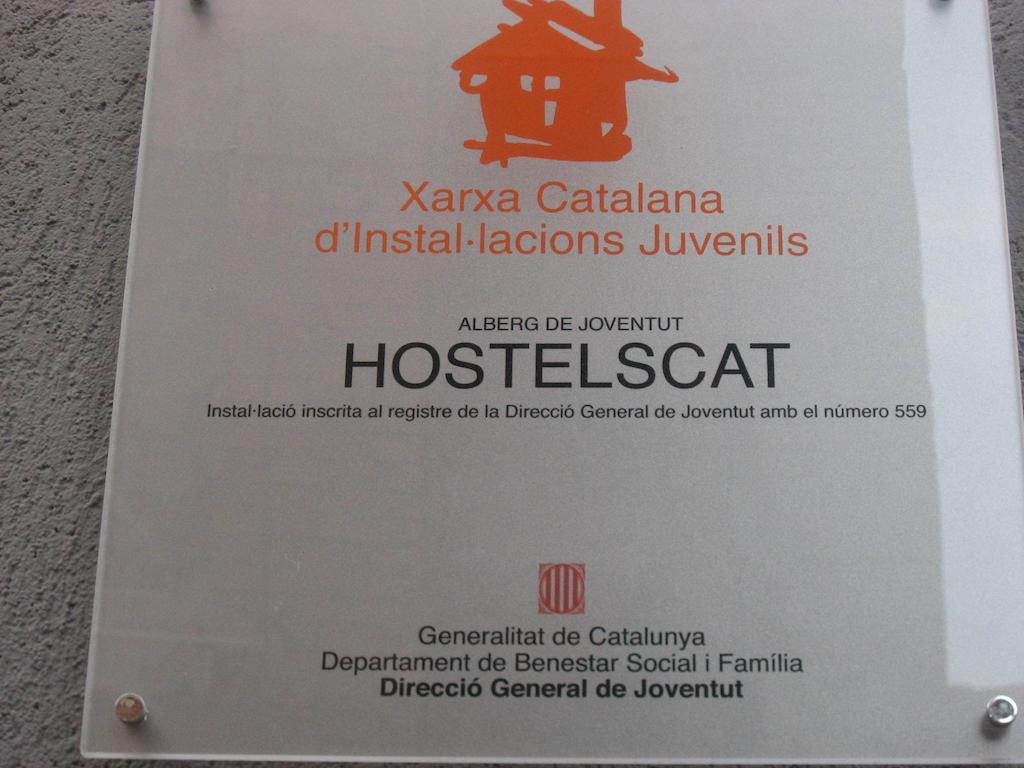 Xarxa Catalana
d'Instal·lacions Juvenils
ALBERG DE JOVENTUT
HOSTELSCAT
Instal·lació inscrita al registre de la Direcció General de Joventut amb el número 559
Generalitat de Catalunya
Departament de Benestar Social i Família
Direcció General de Joventut